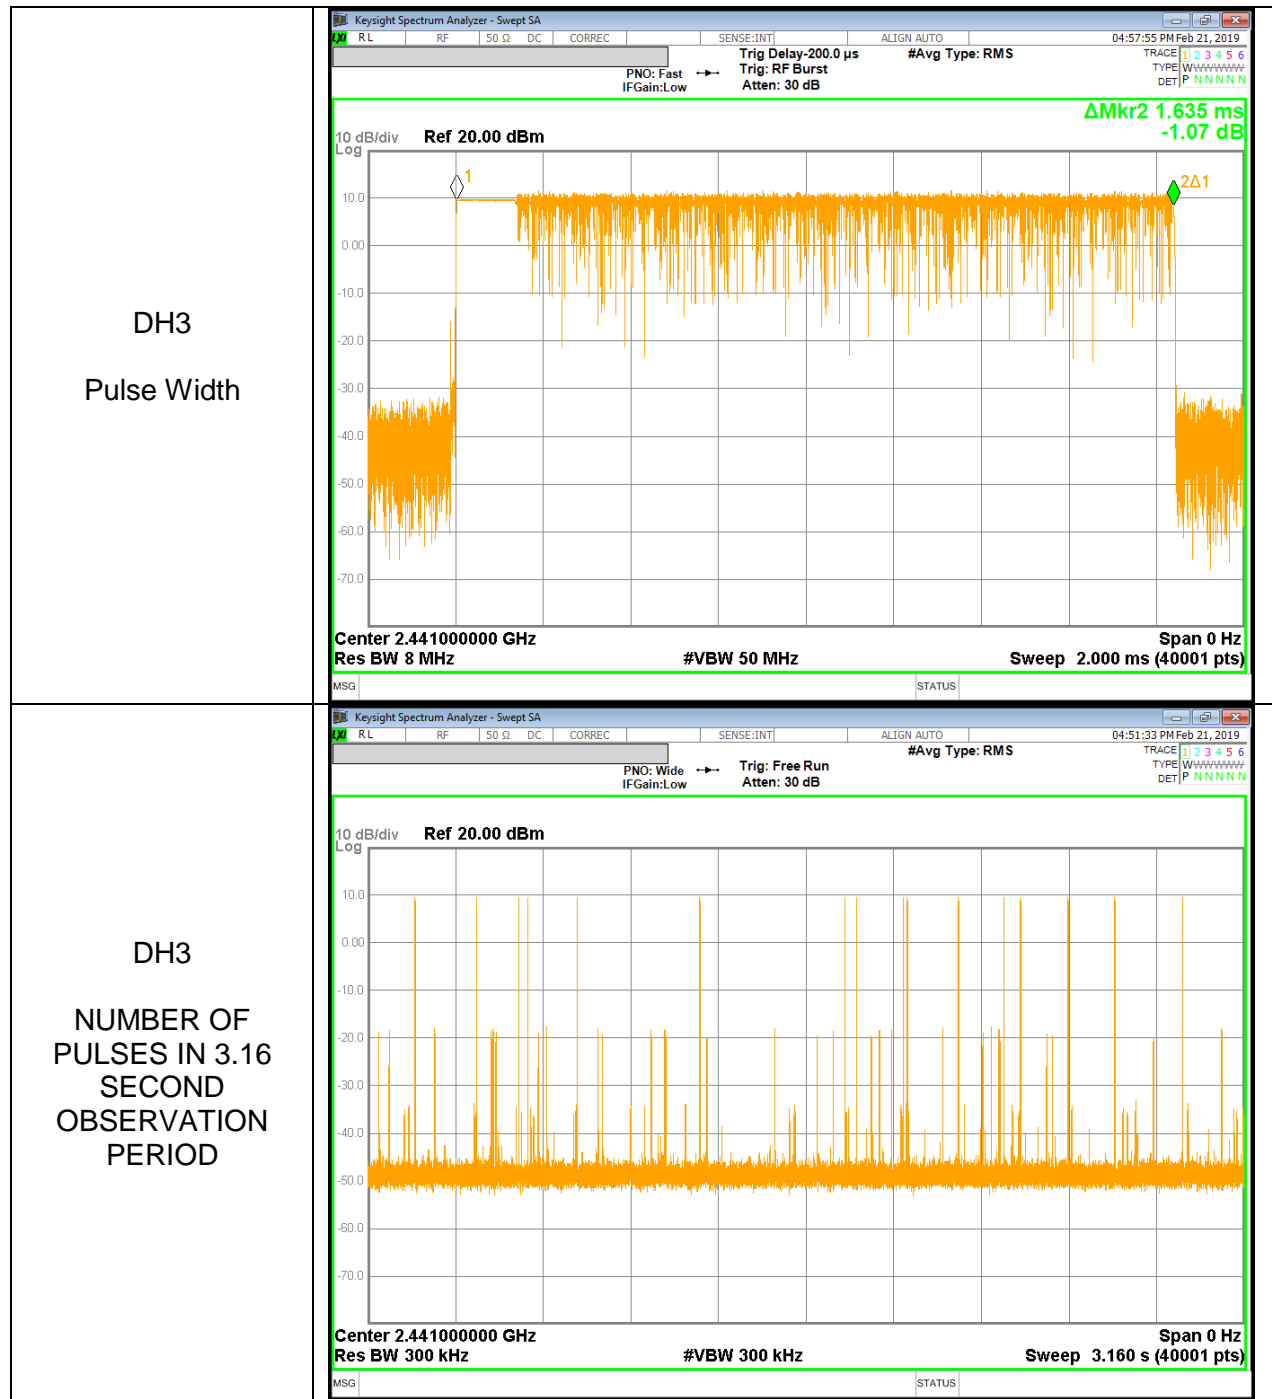 DH3
Pulse Width
Keysight Spectrum Analyzer - Swept SA
LXI RL RF 50 Ω DC CORREC SENSE:INT ALIGN AUTO 04:57:55 PM Feb 21, 2019
Trig Delay-200.0 µs #Avg Type: RMS TRACE 1 2 3 4 5 6
PNO: Fast Trig: RF Burst TYPE WWWWWW
IFGain:Low Atten: 30 dB DET P N N N N N
ΔMkr2 1.635 ms
-1.07 dB
10 dB/div Ref 20.00 dBm
Log
1
2Δ1
10.0
0.00
-10.0
-20.0
-30.0
-40.0
-50.0
-60.0
-70.0
Center 2.441000000 GHz Span 0 Hz
Res BW 8 MHz #VBW 50 MHz Sweep 2.000 ms (40001 pts)
MSG STATUS
DH3
NUMBER OF
PULSES IN 3.16
SECOND
OBSERVATION
PERIOD
Keysight Spectrum Analyzer - Swept SA
LXI RL RF 50 Ω DC CORREC SENSE:INT ALIGN AUTO 04:51:33 PM Feb 21, 2019
#Avg Type: RMS TRACE 1 2 3 4 5 6
PNO: Wide Trig: Free Run TYPE WWWWWW
IFGain:Low Atten: 30 dB DET P N N N N N
10 dB/div Ref 20.00 dBm
Log
10.0
0.00
-10.0
-20.0
-30.0
-40.0
-50.0
-60.0
-70.0
Center 2.441000000 GHz Span 0 Hz
Res BW 300 kHz #VBW 300 kHz Sweep 3.160 s (40001 pts)
MSG STATUS